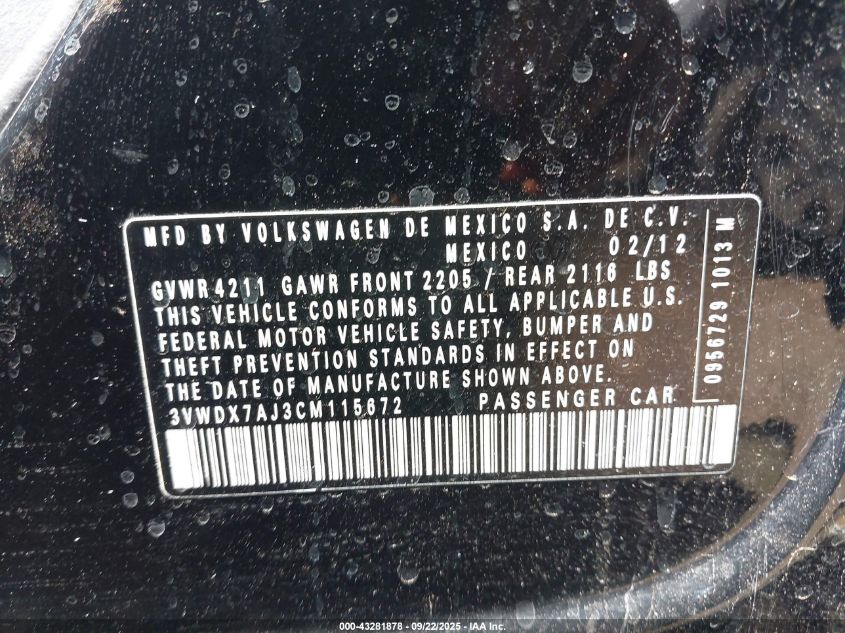 MFD BY VOLKSWAGEN DE MEXICO S.A. DE C.V.
MEXICO 02/12
GVWR 4211 GAWR FRONT 2205 / REAR 2116 LBS
THIS VEHICLE CONFORMS TO ALL APPLICABLE U.S.
FEDERAL MOTOR VEHICLE SAFETY, BUMPER AND
THEFT PREVENTION STANDARDS IN EFFECT ON
THE DATE OF MANUFACTURE SHOWN ABOVE.
3VWDX7AJ3CM115672 PASSENGER CAR
0956729 1013 M
000-43281878 - 09/22/2025 - IAA Inc.